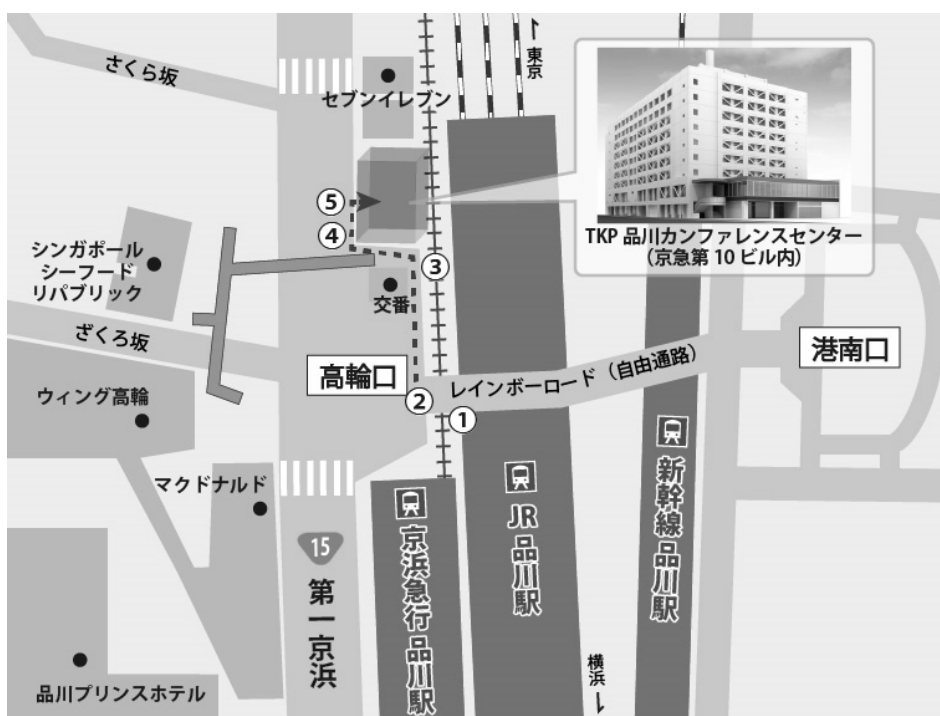 さくら坂
セブンイレブン
東京
TKP 品川カンファレンスセンター
(京急第 10 ビル内)
⑤
④
③
シンガポール
シーフード
リパブリック
交番
ざくろ坂
高輪口
港南口
レインボーロード(自由通路)
②
①
ウィング高輪
マクドナルド
15
第一京浜
京浜急行 品川駅
JR 品川駅
新幹線 品川駅
横浜
品川プリンスホテル